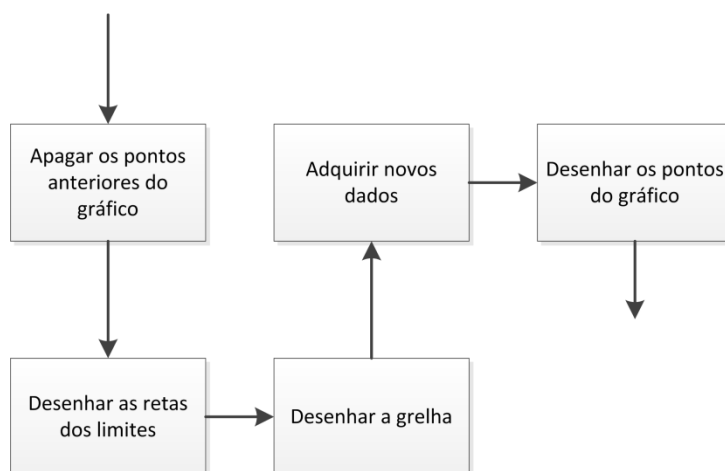 Apagar os pontos
anteriores do
gráfico
Desenhar as retas
dos limites
Desenhar a grelha
Adquirir novos
dados
Desenhar os pontos
do gráfico